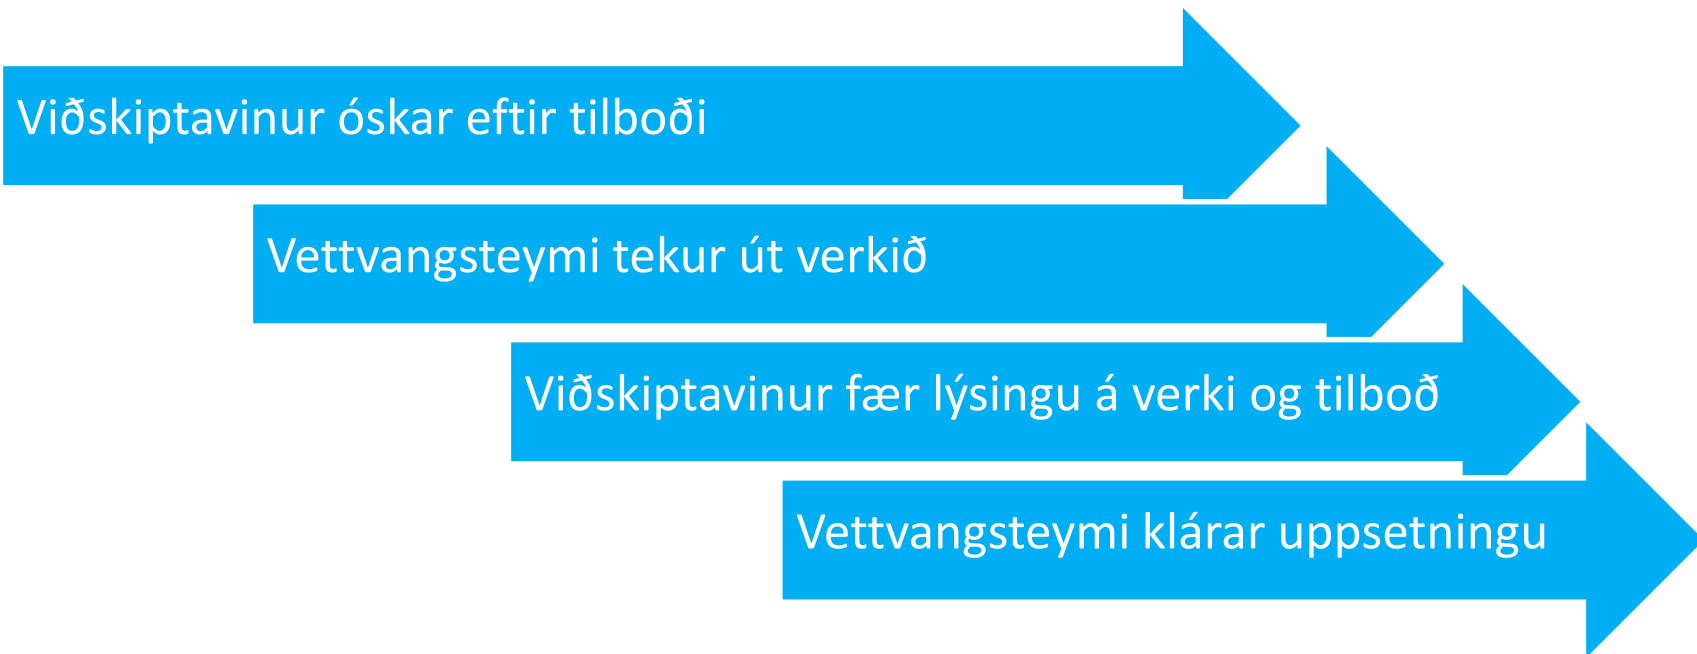 Viðskiptavinur óskar eftir tilboði
Vettvangsteymi tekur út verkið
Viðskiptavinur fær lýsingu á verki og tilboð
Vettvangsteymi klárar uppsetningu